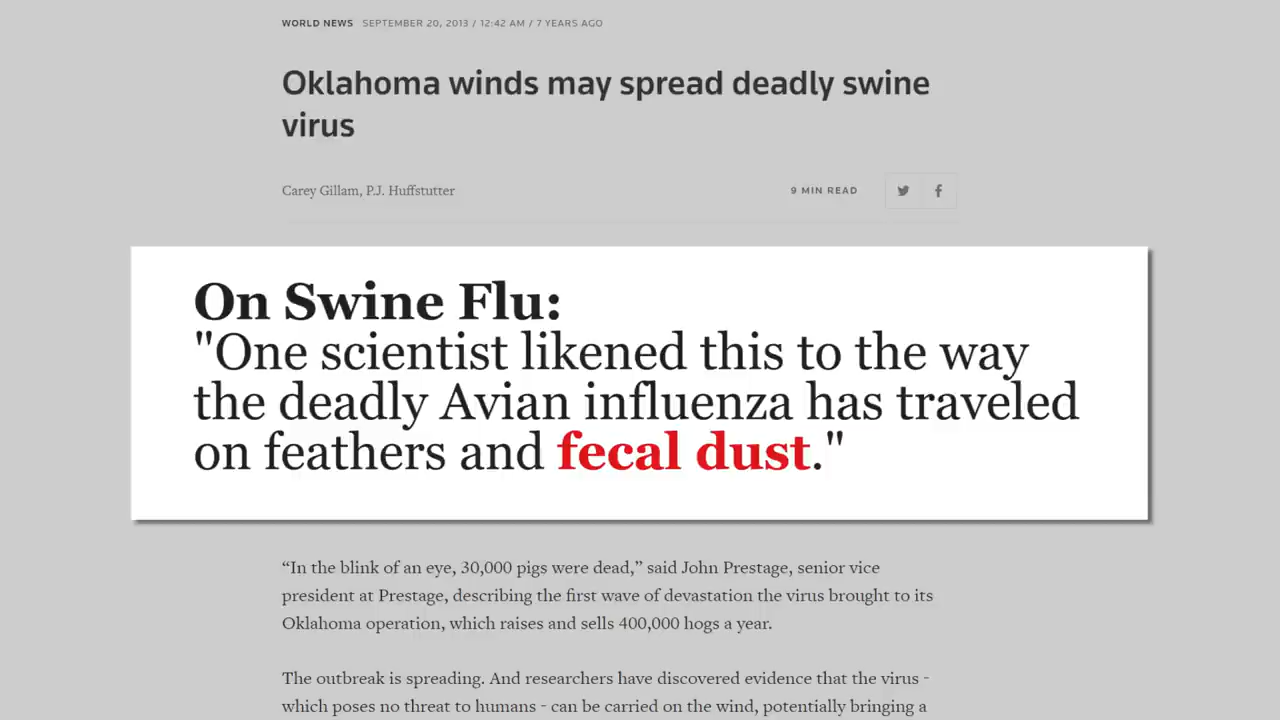 WORLD NEWS SEPTEMBER 20, 2013 / 12:42 AM / 7 YEARS AGO
Oklahoma winds may spread deadly swine
virus
Carey Gillam, P.J. Huffstutter
9 MIN READ
On Swine Flu:
"One scientist likened this to the way
the deadly Avian influenza has traveled
on feathers and fecal dust."
“In the blink of an eye, 30,000 pigs were dead,” said John Prestage, senior vice
president at Prestage, describing the first wave of devastation the virus brought to its
Oklahoma operation, which raises and sells 400,000 hogs a year.
The outbreak is spreading. And researchers have discovered evidence that the virus -
which poses no threat to humans - can be carried on the wind, potentially bringing a